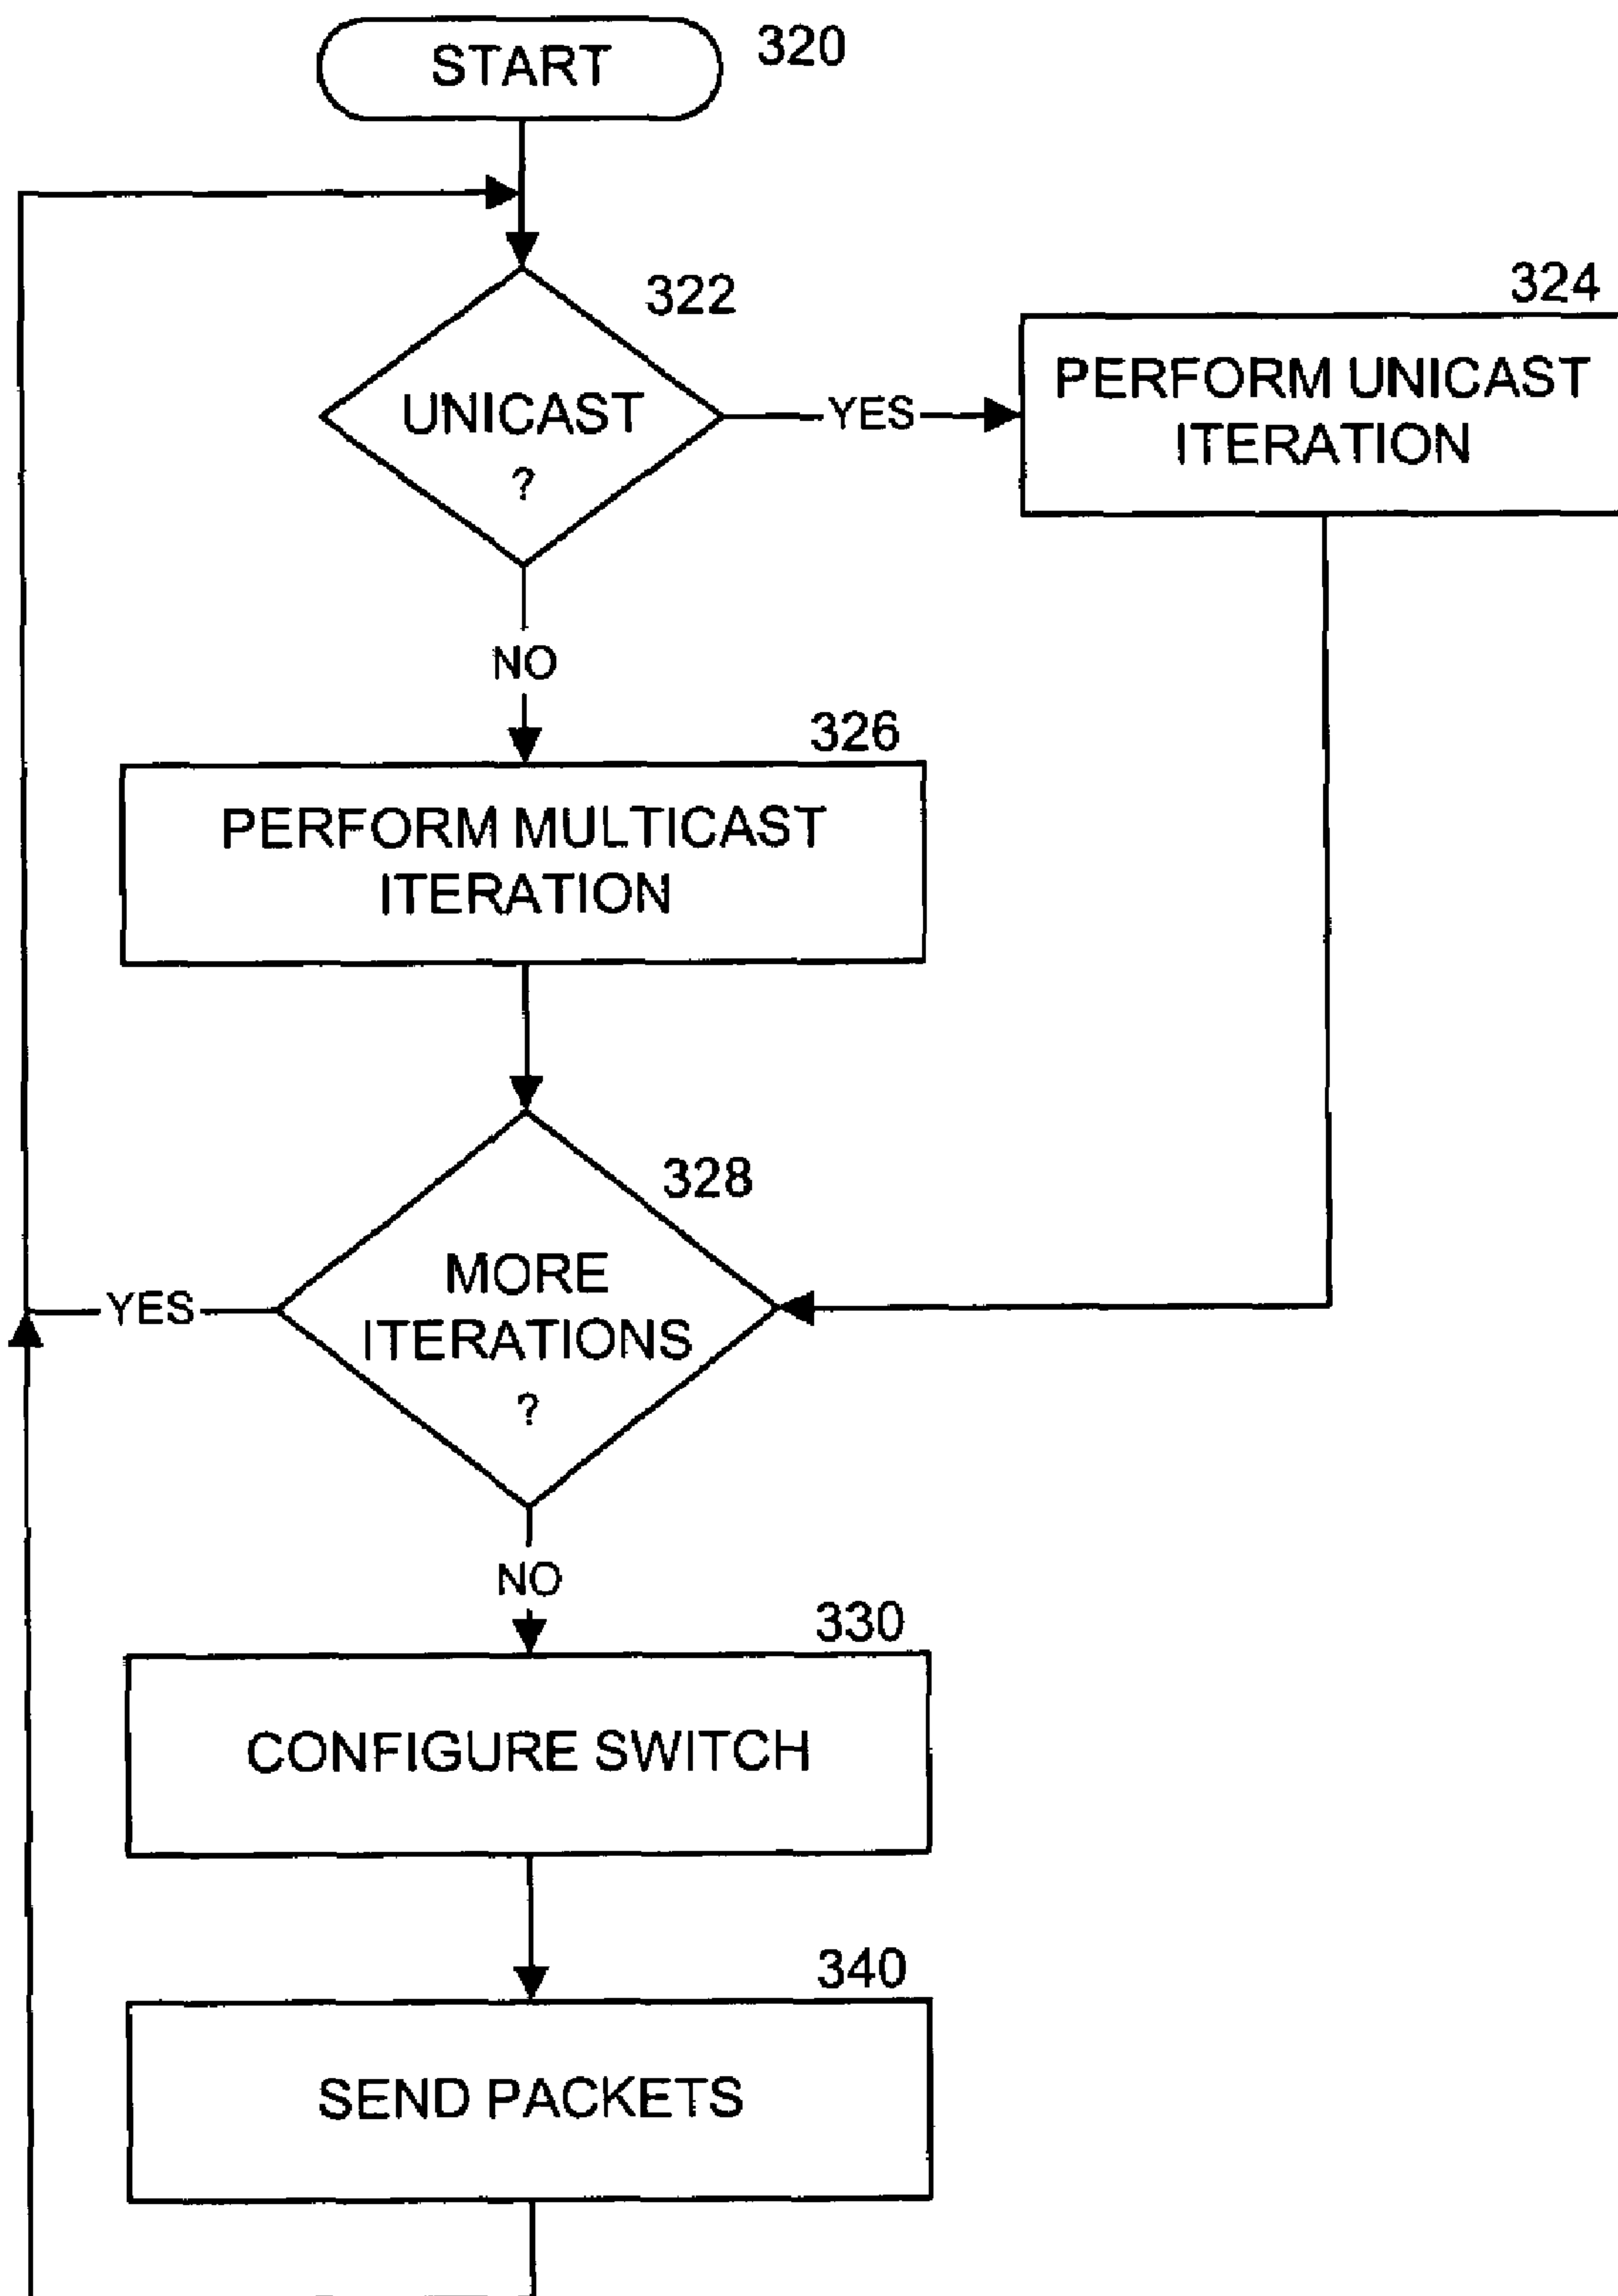 START
320
322
UNICAST
?
YES
324
PERFORM UNICAST
ITERATION
NO
326
PERFORM MULTICAST
ITERATION
328
MORE
ITERATIONS
?
YES
NO
330
CONFIGURE SWITCH
340
SEND PACKETS